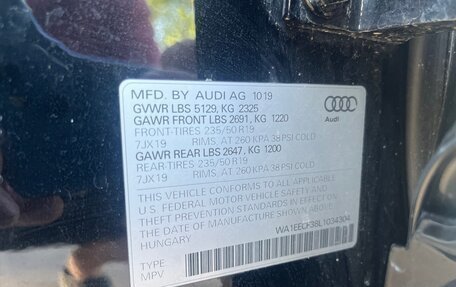 MFD. BY AUDI AG 10 19
GVWR LBS 5129, KG 2325
GAWR FRONT LBS 2691, KG 1220
FRONT-TIRES 235/50 R19
7JX19 RIMS, AT 260 KPA 38 PSI COLD
GAWR REAR LBS 2647, KG 1200
REAR-TIRES 235/50 R19
7JX19 RIMS, AT 260 KPA 38 PSI COLD
Audi
THIS VEHICLE CONFORMS TO ALL APPLICABLE
U.S. FEDERAL MOTOR VEHICLE SAFETY AND
THEFT PREVENTION STANDARDS IN EFFECT ON
THE DATE OF MANUFACTURE SHOWN ABOVE.
HUNGARY
TYPE:
MPV